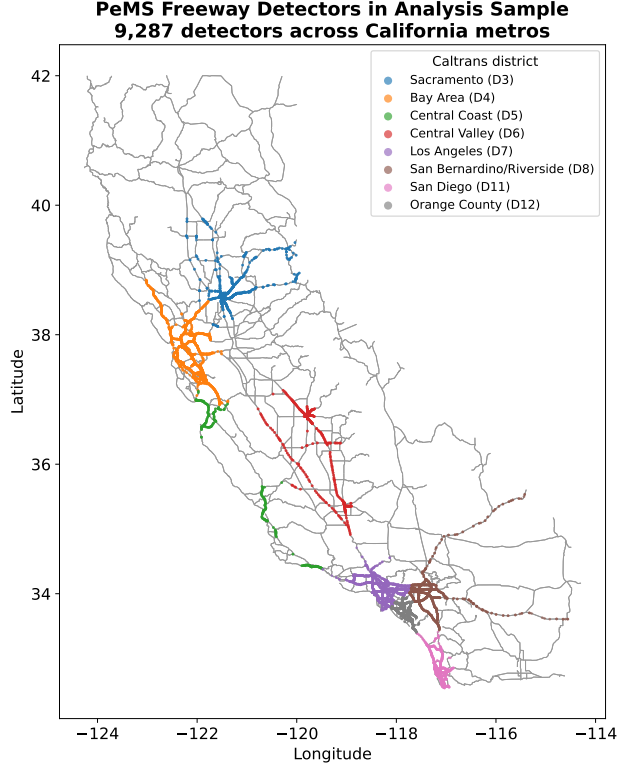 PeMS Freeway Detectors in Analysis Sample
9,287 detectors across California metros
Caltrans district
Sacramento (D3)
Bay Area (D4)
Central Coast (D5)
Central Valley (D6)
Los Angeles (D7)
San Bernardino/Riverside (D8)
San Diego (D11)
Orange County (D12)
Latitude
42
40
38
36
34
−124
−122
−120
−118
−116
−114
Longitude